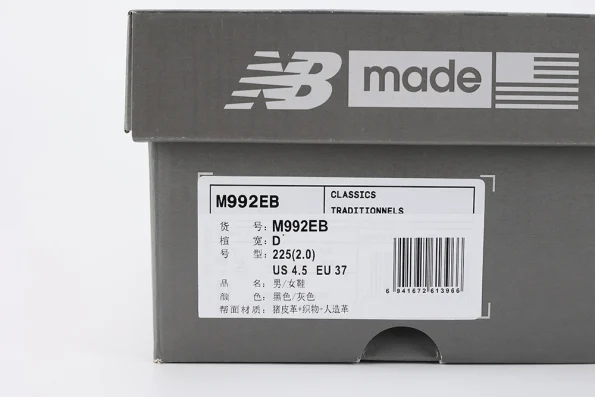 NB made
M992EB
CLASSICS
TRADITIONNELS
货 号: M992EB
楦 宽: D
号 型: 225(2.0)
US 4.5 EU 37
品 名: 男/女鞋
颜 色: 黑色/灰色
帮面材质: 猪皮革+织物+人造革
6 941672 613966